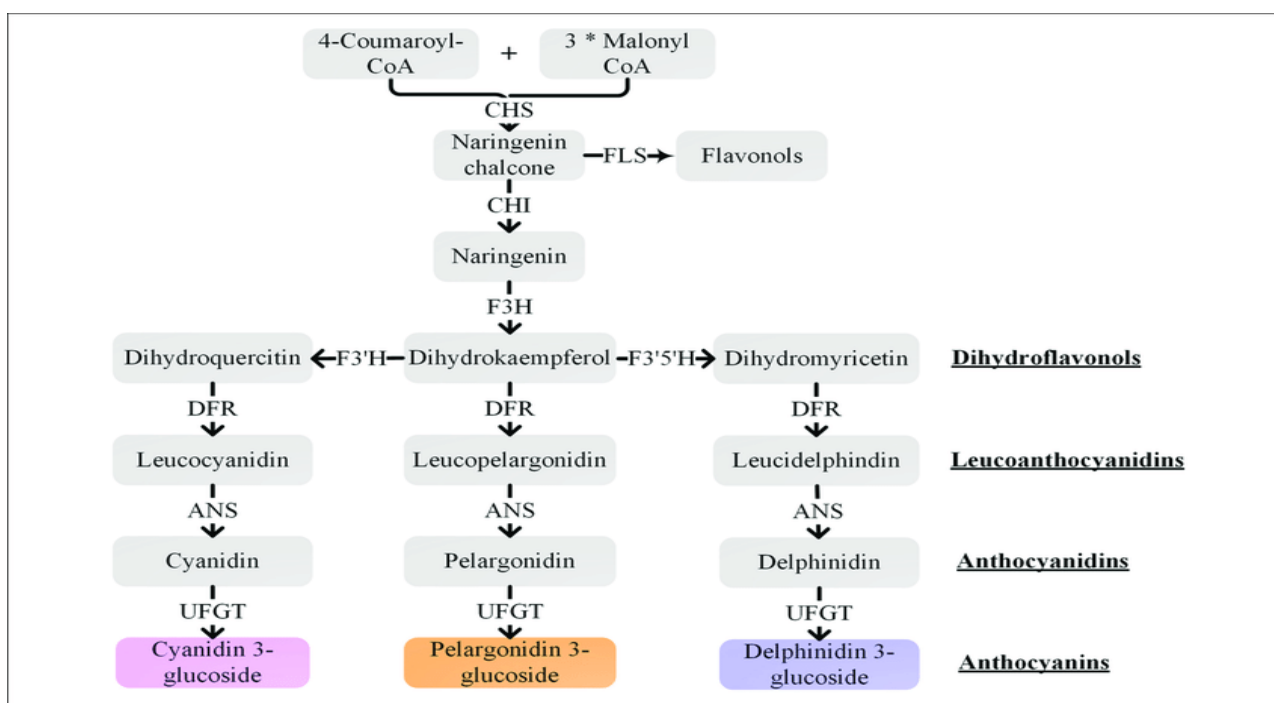 4-Coumaroyl-
CoA
+
3 * Malonyl
CoA
CHS
Naringenin
chalcone
FLS
Flavonols
CHI
Naringenin
F3H
Dihydroquercitin
F3'H
Dihydrokaempferol
F3'5'H
Dihydromyricetin
Dihydroflavonols
DFR
DFR
DFR
Leucocyanidin
Leucopelargonidin
Leucidelphindin
Leucoanthocyanidins
ANS
ANS
ANS
Cyanidin
Pelargonidin
Delphinidin
Anthocyanidins
UFGT
UFGT
UFGT
Cyanidin 3-
glucoside
Pelargonidin 3-
glucoside
Delphinidin 3-
glucoside
Anthocyanins